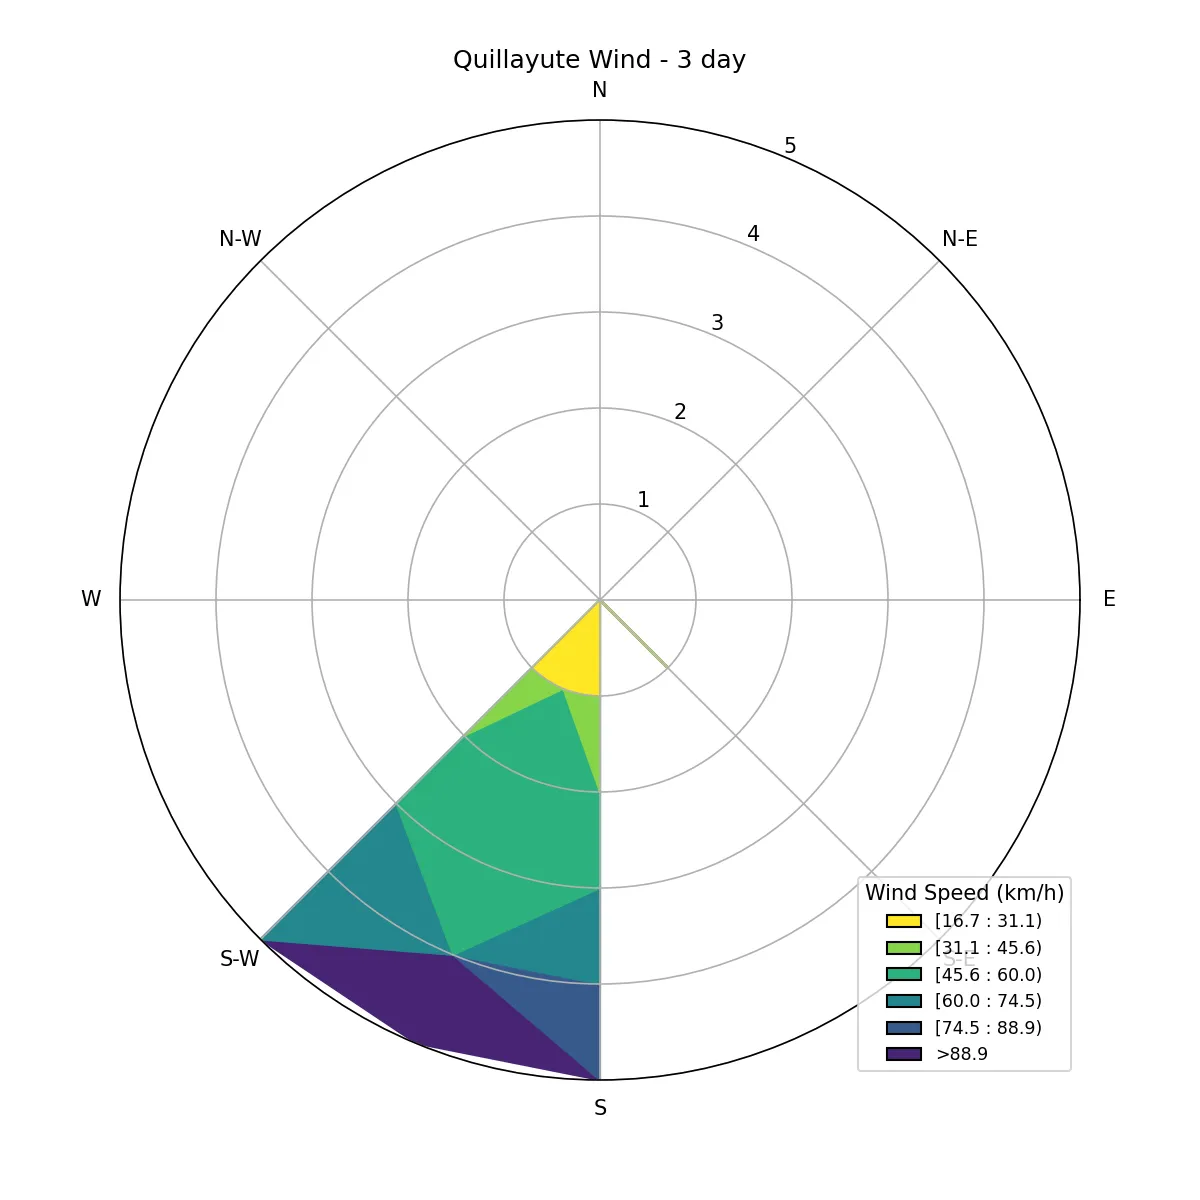 Quillayute Wind - 3 day
N
5
N-W
4
N-E
3
2
1
W
E
Wind Speed (km/h)
[16.7 : 31.1)
[31.1 : 45.6)
S-W
S-E
[45.6 : 60.0)
[60.0 : 74.5)
[74.5 : 88.9)
>88.9
S